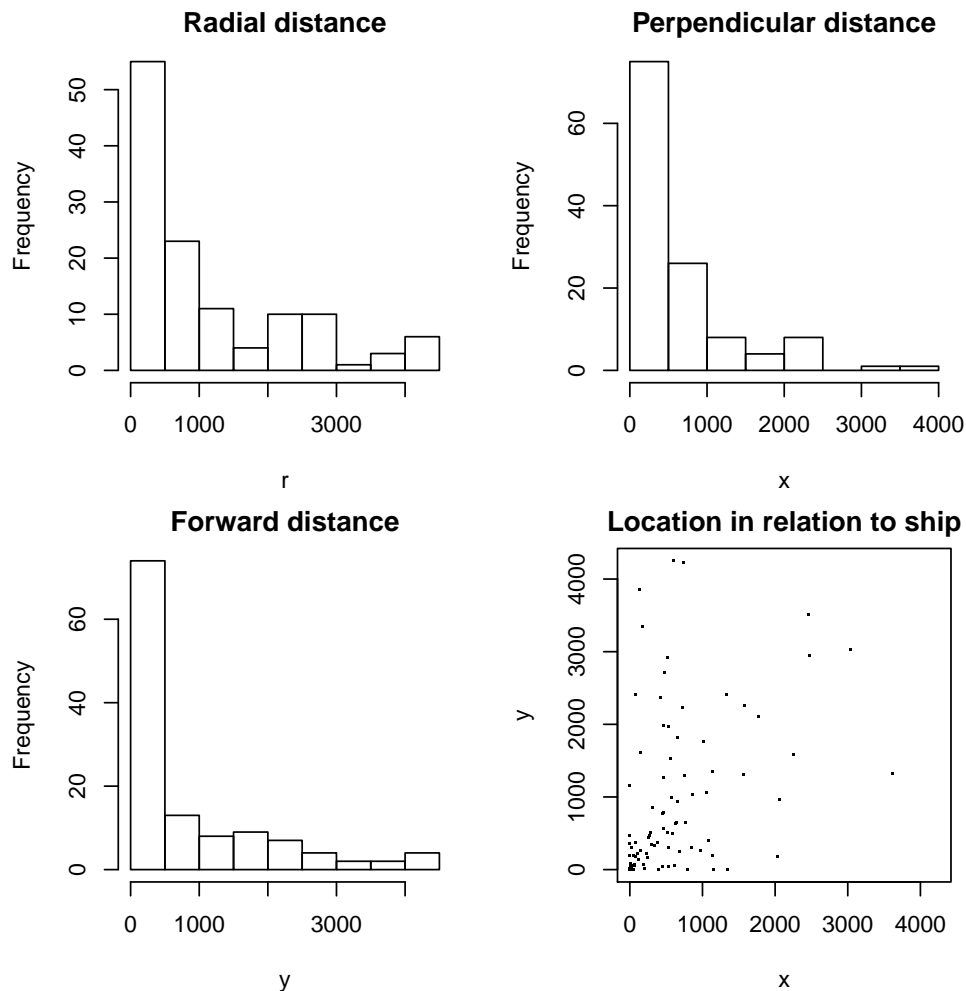 Radial distance
Frequency
0 10 20 30 40 50
0 1000 3000
r
Perpendicular distance
Frequency
0 20 40 60
0 1000 2000 3000 4000
x
Forward distance
Frequency
0 20 40 60
0 1000 3000
y
Location in relation to ship
y
0 1000 2000 3000 4000
0 1000 2000 3000 4000
x